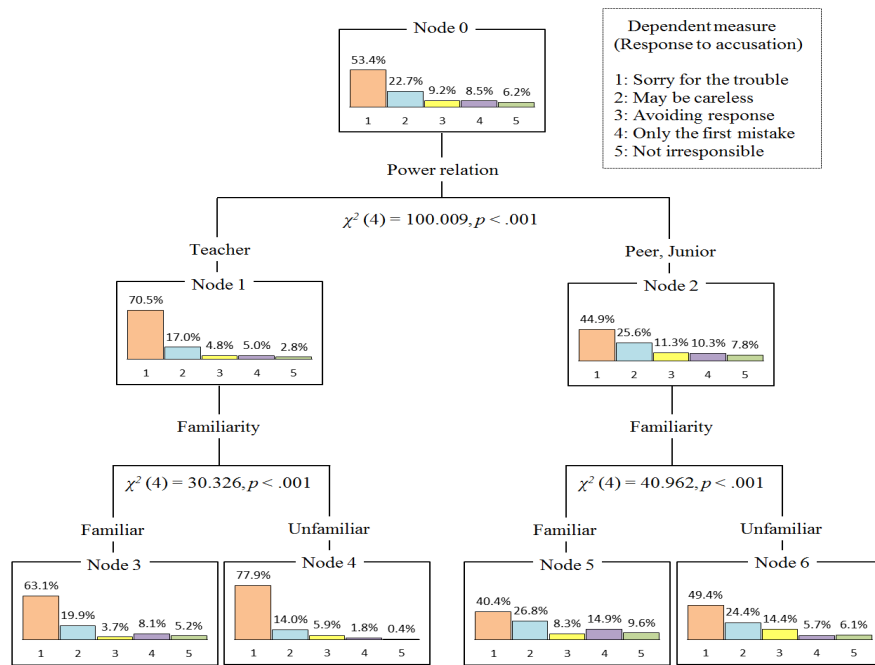 Node 0
53.4% 22.7% 9.2% 8.5% 6.2%
1 2 3 4 5
Dependent measure
(Response to accusation)
1: Sorry for the trouble
2: May be careless
3: Avoiding response
4: Only the first mistake
5: Not irresponsible
Power relation
χ² (4) = 100.009, p < .001
Teacher
Peer, Junior
Node 1
70.5% 17.0% 4.8% 5.0% 2.8%
1 2 3 4 5
Node 2
44.9% 25.6% 11.3% 10.3% 7.8%
1 2 3 4 5
Familiarity
Familiarity
χ² (4) = 30.326, p < .001
χ² (4) = 40.962, p < .001
Familiar
Unfamiliar
Familiar
Unfamiliar
Node 3
63.1% 19.9% 3.7% 8.1% 5.2%
1 2 3 4 5
Node 4
77.9% 14.0% 5.9% 1.8% 0.4%
1 2 3 4 5
Node 5
40.4% 26.8% 8.3% 14.9% 9.6%
1 2 3 4 5
Node 6
49.4% 24.4% 14.4% 5.7% 6.1%
1 2 3 4 5